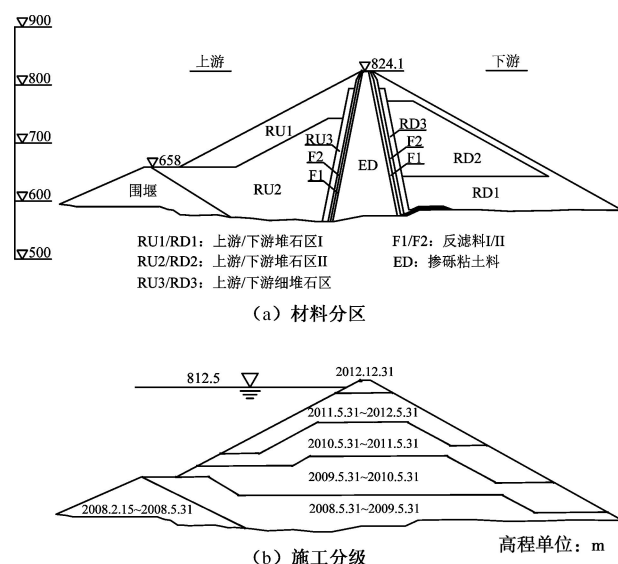 ▽900
上游
下游
▽824.1
▽800
▽700
RU1
RU3
RD3
F2
F2
RD2
▽658
F1
ED
F1
围堰
RU2
RD1
▽600
▽500
RU1/RD1：上游/下游堆石区I
F1/F2：反滤料I/II
RU2/RD2：上游/下游堆石区II
ED：掺砾粘土料
RU3/RD3：上游/下游细堆石区
（a）材料分区
2012.12.31
812.5
2011.5.31~2012.5.31
2010.5.31~2011.5.31
2009.5.31~2010.5.31
2008.2.15~2008.5.31
2008.5.31~2009.5.31
（b）施工分级
高程单位：m